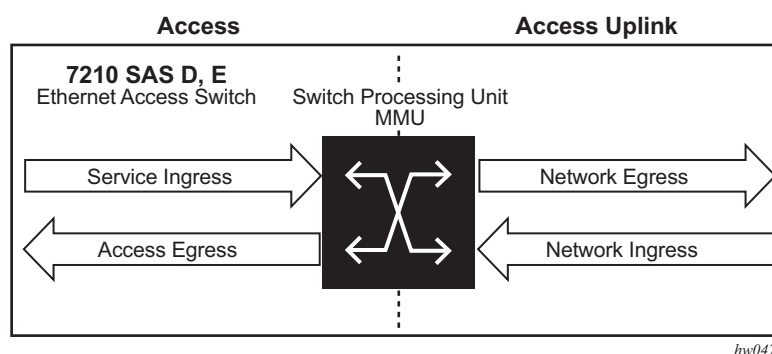 Access
Access Uplink
7210 SAS D, E
Ethernet Access Switch
Switch Processing Unit
MMU
Service Ingress
Network Egress
Access Egress
Network Ingress